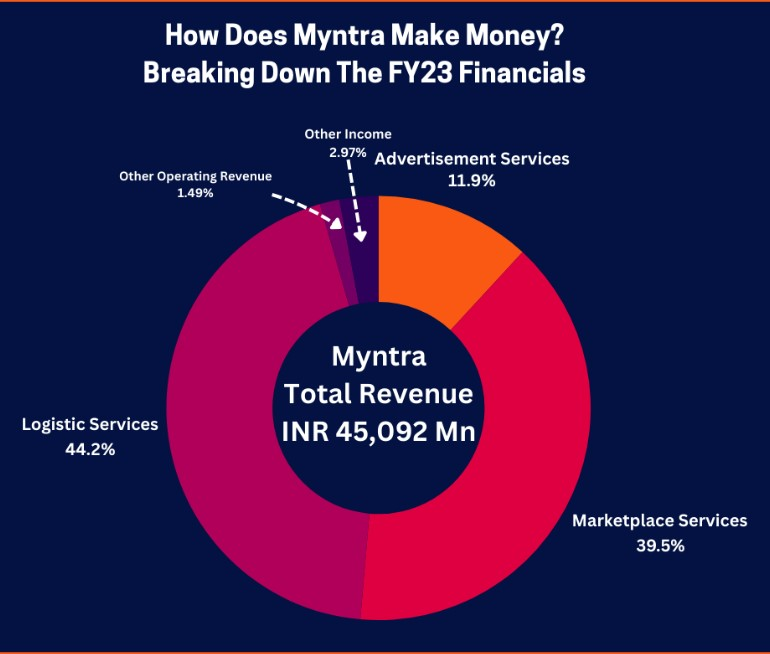 How Does Myntra Make Money?
Breaking Down The FY23 Financials
Other Income
2.97%
Advertisement Services
11.9%
Other Operating Revenue
1.49%
Myntra
Total Revenue
INR 45,092 Mn
Logistic Services
44.2%
Marketplace Services
39.5%